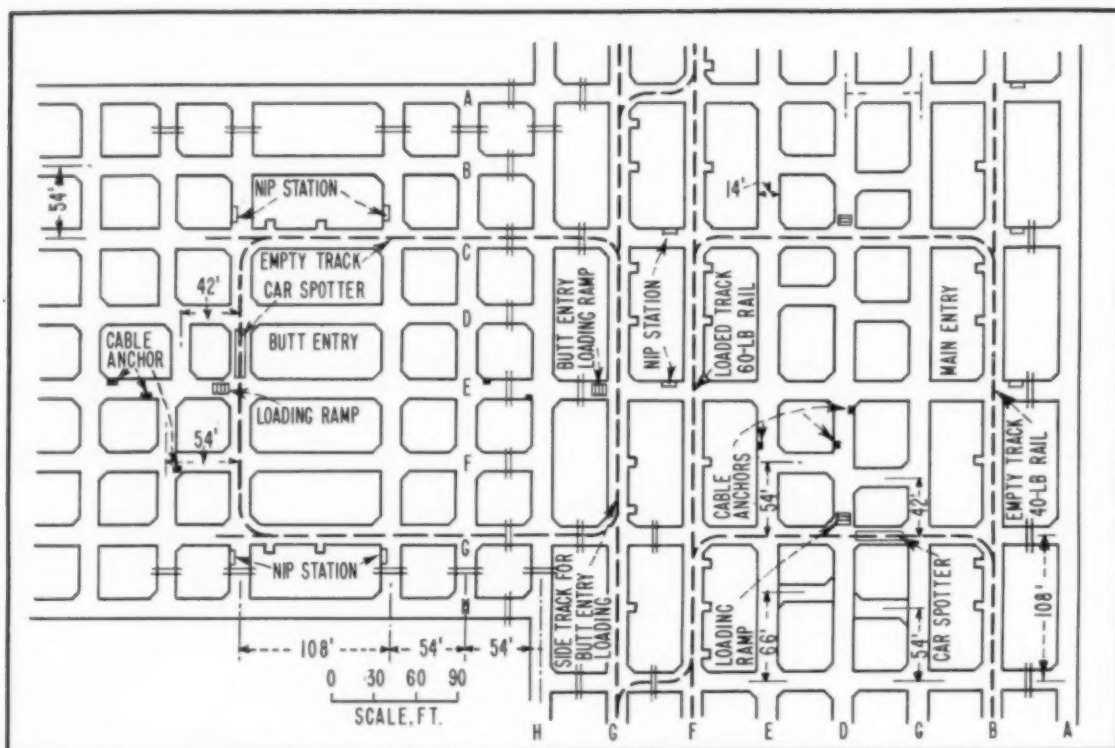 A
B
54'
NIP STATION
14'
EMPTY TRACK
CAR SPOTTER
C
42'
D
CABLE
ANCHOR
BUTT ENTRY
BUTT ENTRY
LOADING RAMP
NIP STATION
LOADED TRACK
60-LB RAIL
MAIN ENTRY
E
LOADING RAMP
54'
F
CABLE
ANCHORS
54'
42'
EMPTY TRACK
40-LB RAIL
G
NIP STATION
SIDE TRACK FOR
BUTT ENTRY
LOADING
LOADING
RAMP
66'
54'
CAR SPOTTER
108'
108'
54'
54'
0 30 60 90
SCALE, FT.
H G F E D G B A